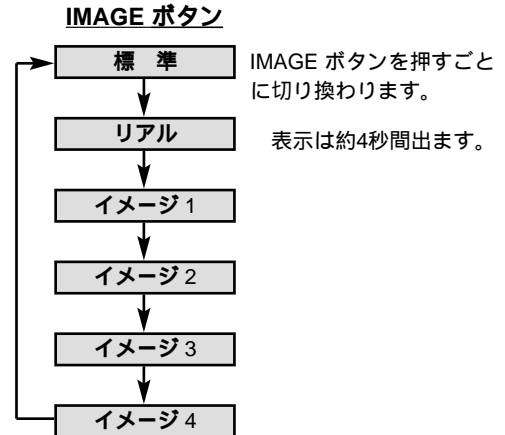 IMAGE ボタン
標　準
IMAGE ボタンを押すごと
に切り換わります。
リアル
表示は約4秒間出ます。
イメージ 1
イメージ 2
イメージ 3
イメージ 4